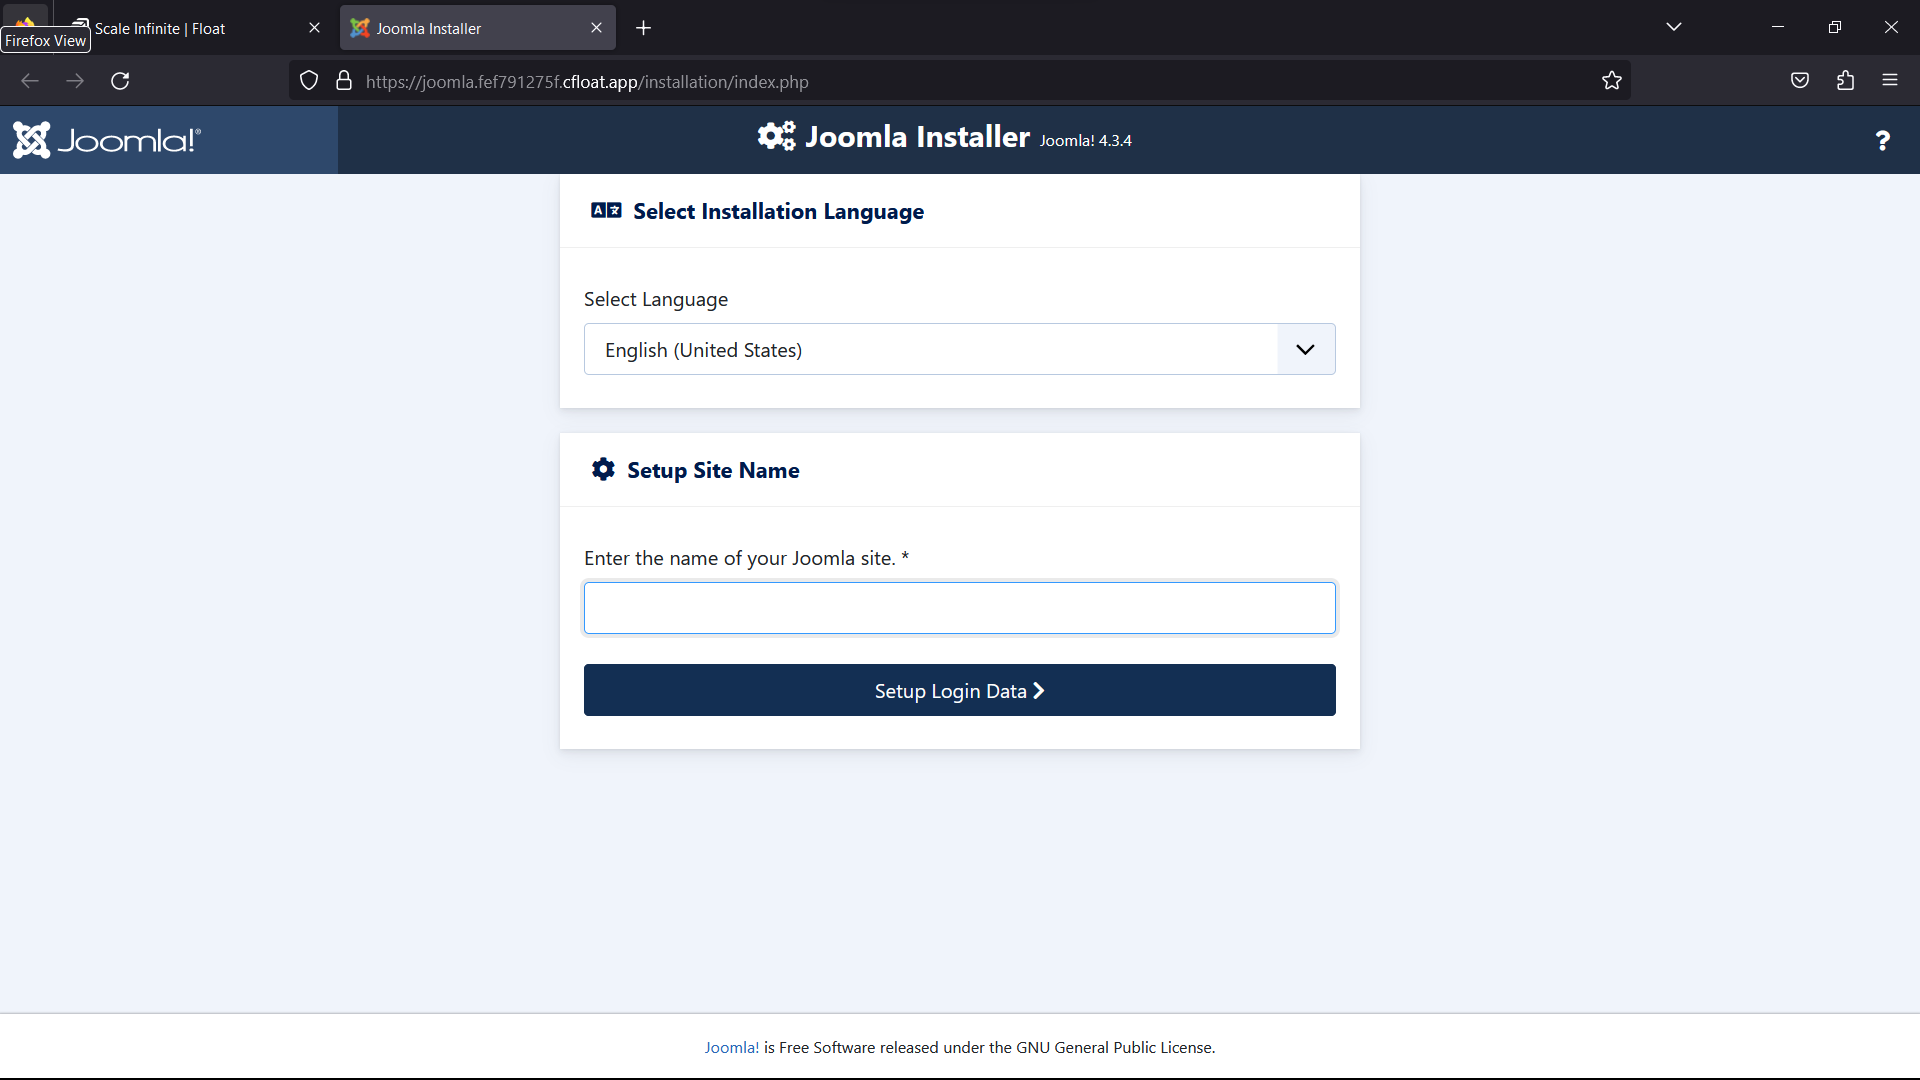 Scale Infinite | Float
Joomla Installer
Firefox View
https://joomla.fef791275f.cfloat.app/installation/index.php
Joomla!®
Joomla Installer Joomla! 4.3.4
?
Select Installation Language
Select Language
English (United States)
Setup Site Name
Enter the name of your Joomla site. *
Setup Login Data
Joomla! is Free Software released under the GNU General Public License.